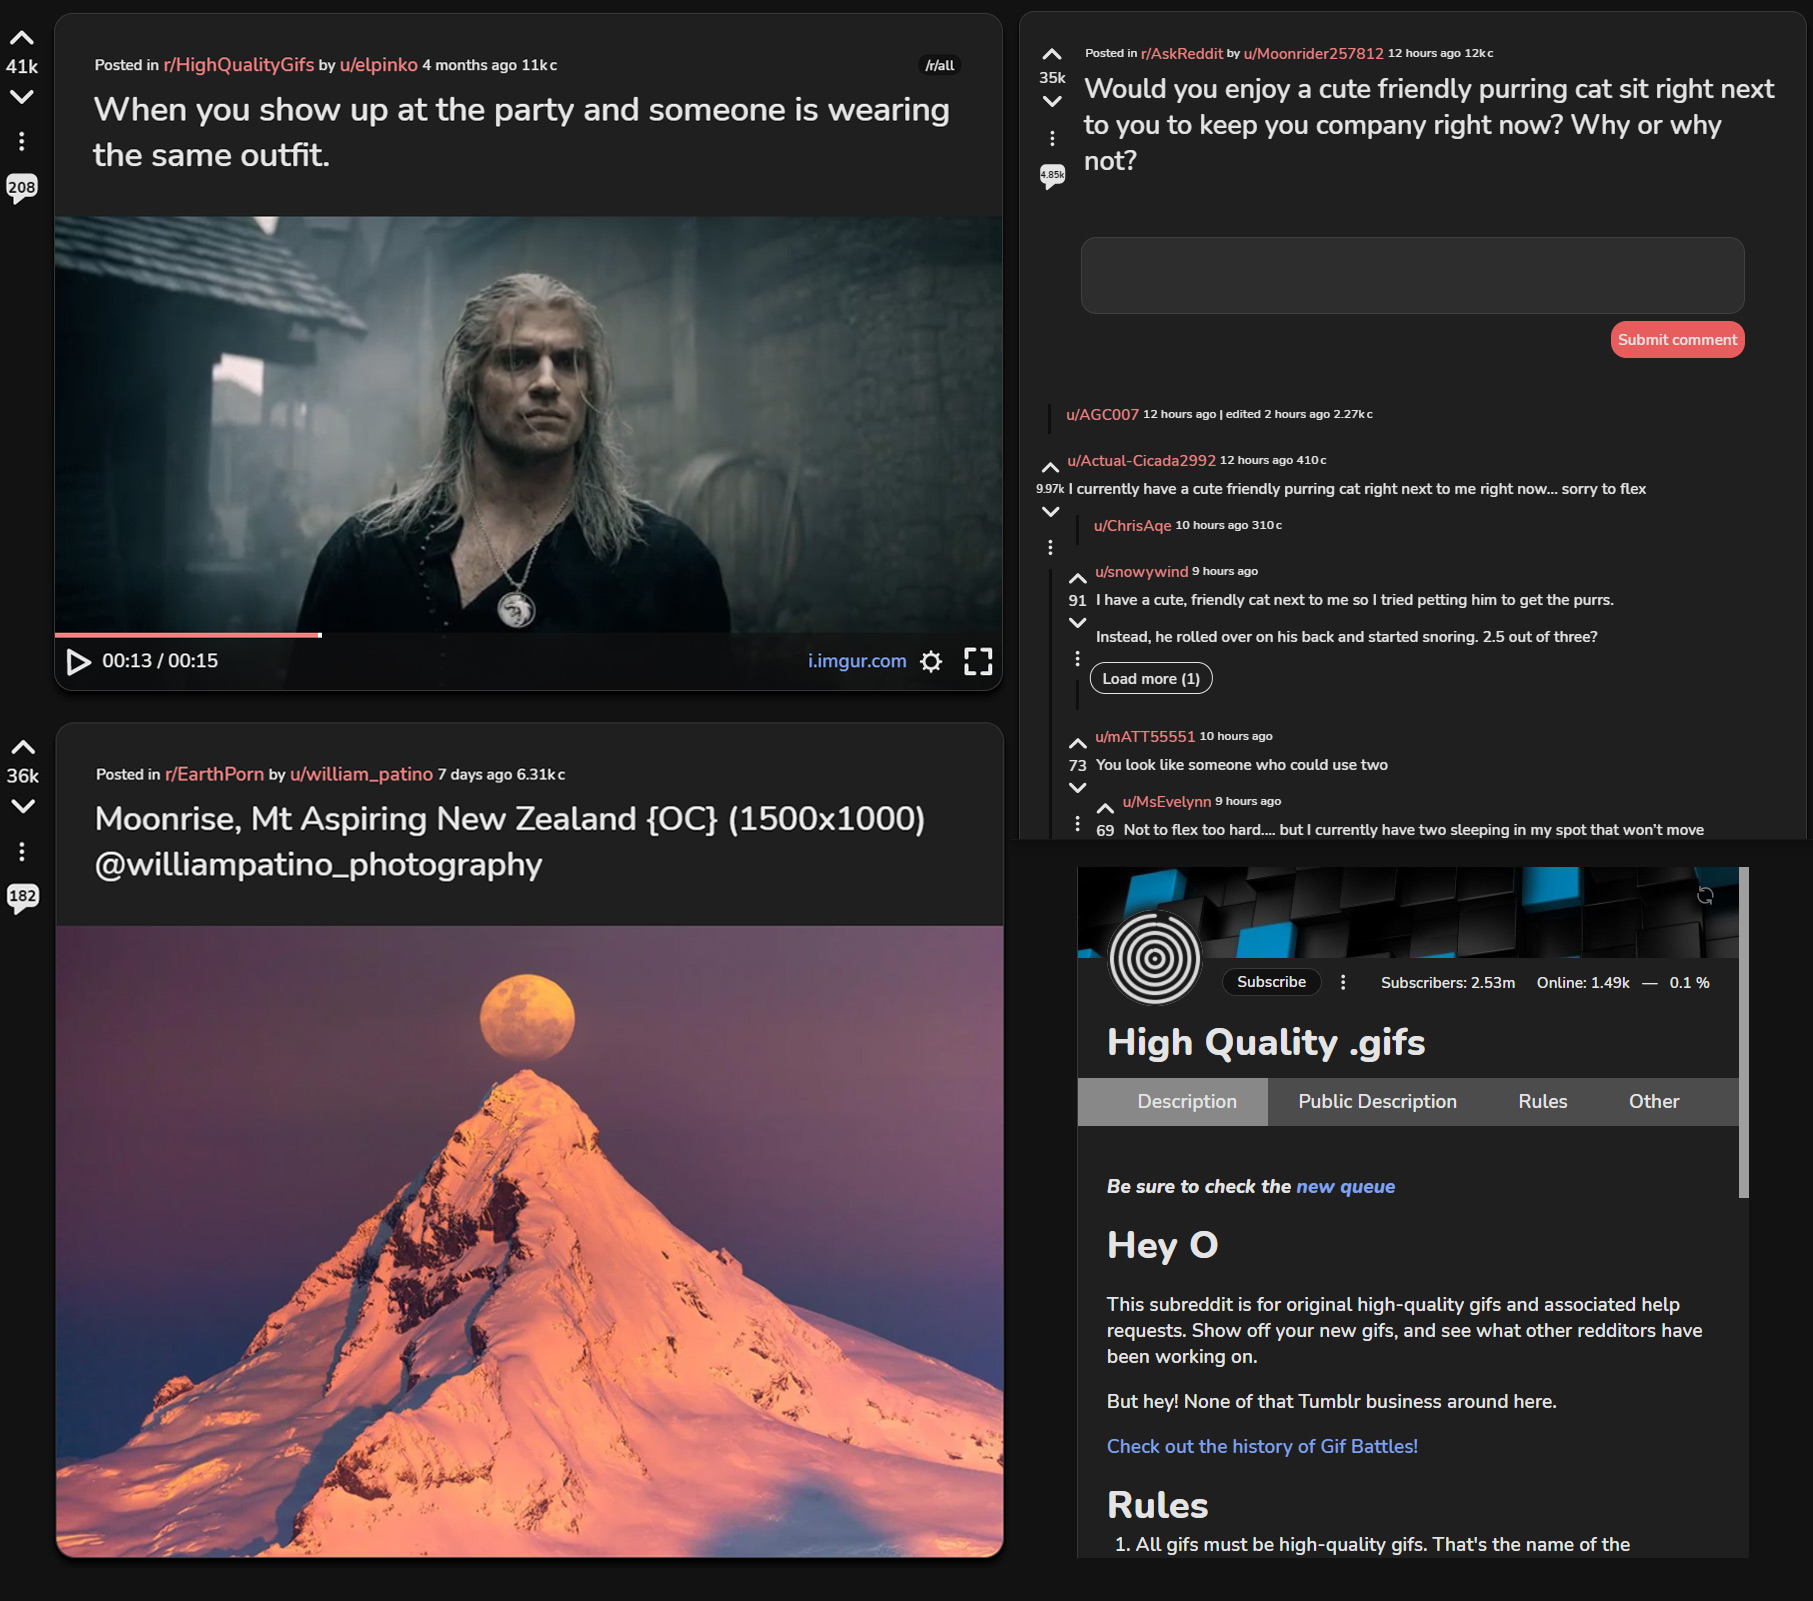 41k
Posted in r/HighQualityGifs by u/elpinko 4 months ago 11k c
/r/all
When you show up at the party and someone is wearing
the same outfit.
208
00:13 / 00:15
i.imgur.com
36k
Posted in r/EarthPorn by u/william_patino 7 days ago 6.31k c
Moonrise, Mt Aspiring New Zealand {OC} (1500x1000)
@williampatino_photography
182
35k
Posted in r/AskReddit by u/Moonrider257812 12 hours ago 12k c
Would you enjoy a cute friendly purring cat sit right next
to you to keep you company right now? Why or why
not?
4.85k
Submit comment
u/AGC007 12 hours ago | edited 2 hours ago 2.27k c
u/Actual-Cicada2992 12 hours ago 410 c
9.97k I currently have a cute friendly purring cat right next to me right now... sorry to flex
u/ChrisAqe 10 hours ago 310 c
u/snowywind 9 hours ago
91 I have a cute, friendly cat next to me so I tried petting him to get the purrs.
Instead, he rolled over on his back and started snoring. 2.5 out of three?
Load more (1)
u/mATT55551 10 hours ago
73 You look like someone who could use two
u/MsEvelynn 9 hours ago
69 Not to flex too hard.... but I currently have two sleeping in my spot that won't move
Subscribe
Subscribers: 2.53m Online: 1.49k — 0.1 %
High Quality .gifs
Description Public Description Rules Other
Be sure to check the new queue
Hey O
This subreddit is for original high-quality gifs and associated help
requests. Show off your new gifs, and see what other redditors have
been working on.
But hey! None of that Tumblr business around here.
Check out the history of Gif Battles!
Rules
1. All gifs must be high-quality gifs. That's the name of the